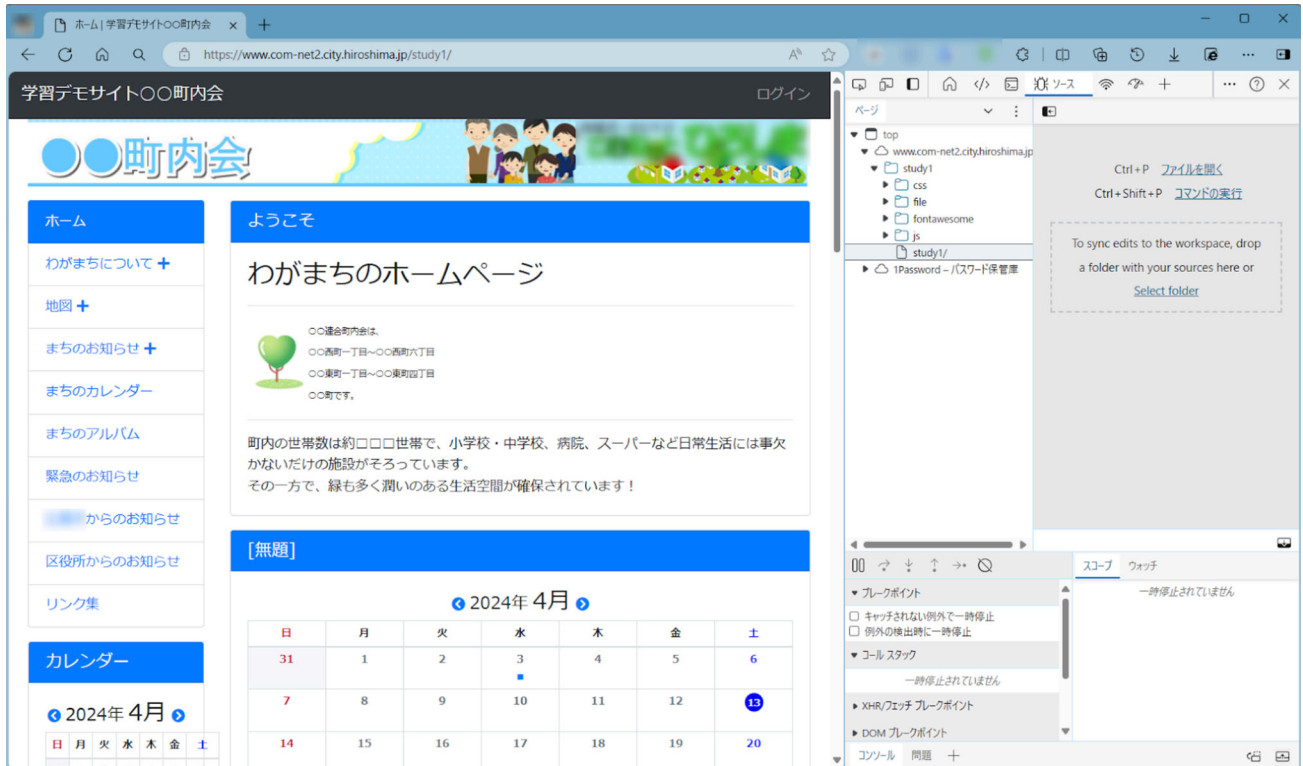 ホーム | 学習デモサイト○○町内会
https://www.com-net2.city.hiroshima.jp/study1/
学習デモサイト○○町内会
ログイン
●●町内会
ホーム
わがまちについて
地図
まちのお知らせ
まちのカレンダー
まちのアルバム
緊急のお知らせ
からのお知らせ
区役所からのお知らせ
リンク集
カレンダー
2024年 4月
日 月 火 水 木 金 土
ようこそ
わがまちのホームページ
○○連合町内会は、
○○西町一丁目～○○西町六丁目
○○東町一丁目～○○東町四丁目
○○町です。
町内の世帯数は約□□□世帯で、小学校・中学校、病院、スーパーなど日常生活には事欠
かないだけの施設がそろっています。
その一方で、緑も多く潤いのある生活空間が確保されています！
[無題]
2024年 4月
日 月 火 水 木 金 土
31 1 2 3 4 5 6
7 8 9 10 11 12 13
14 15 16 17 18 19 20
ソース
ページ
top
www.com-net2.city.hiroshima.jp
study1
css
file
fontawesome
js
study1/
1Password – パスワード保管庫
Ctrl+P ファイルを開く
Ctrl+Shift+P コマンドの実行
To sync edits to the workspace, drop
a folder with your sources here or
Select folder
ブレークポイント
キャッチされない例外で一時停止
例外の検出時に一時停止
コール スタック
一時停止されていません
XHR/フェッチ ブレークポイント
DOM ブレークポイント
スコープ ウォッチ
一時停止されていません
コンソール 問題